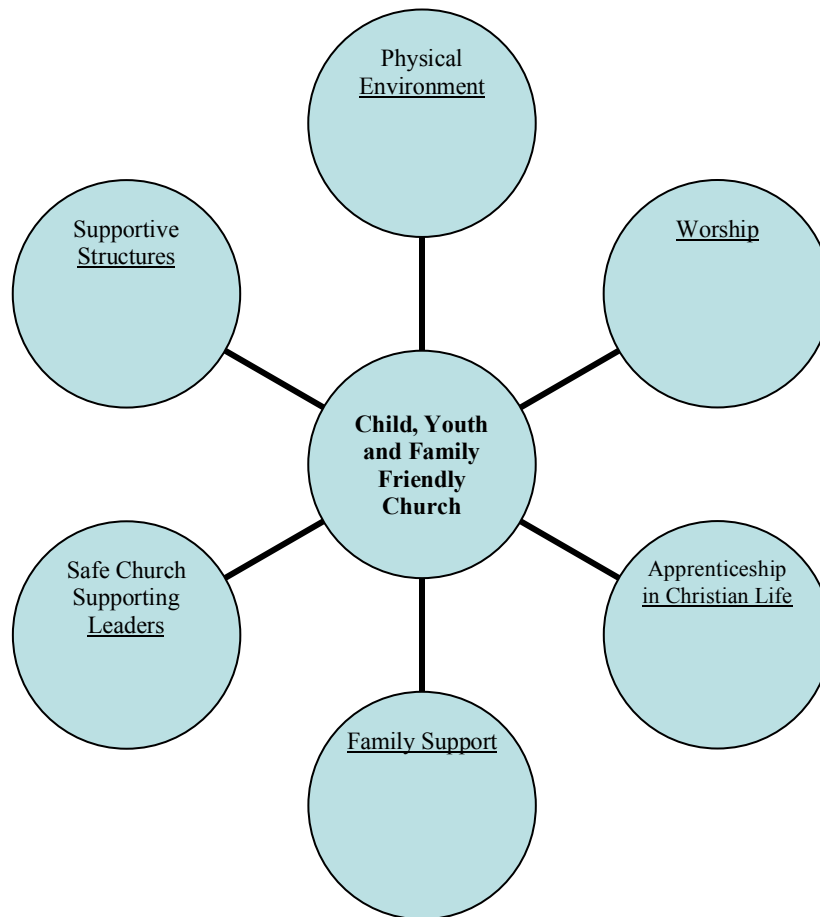 Physical
Environment
Supportive
Structures
Worship
Child, Youth
and Family
Friendly
Church
Safe Church
Supporting
Leaders
Apprenticeship
in Christian Life
Family Support